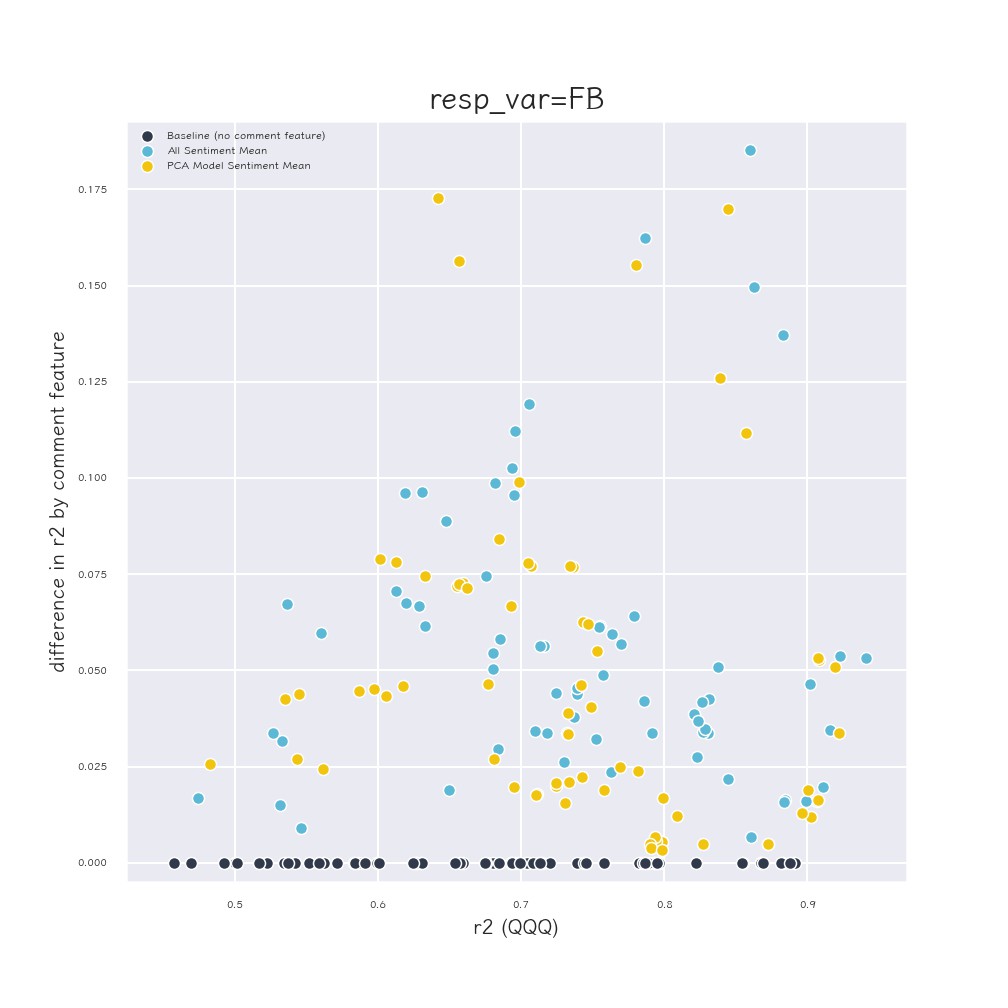 resp_var=FB
Baseline (no comment feature)
All Sentiment Mean
PCA Model Sentiment Mean
0.175
0.150
0.125
0.100
0.075
0.050
0.025
0.000
difference in r2 by comment feature
0.5 0.6 0.7 0.8 0.9
r2 (QQQ)